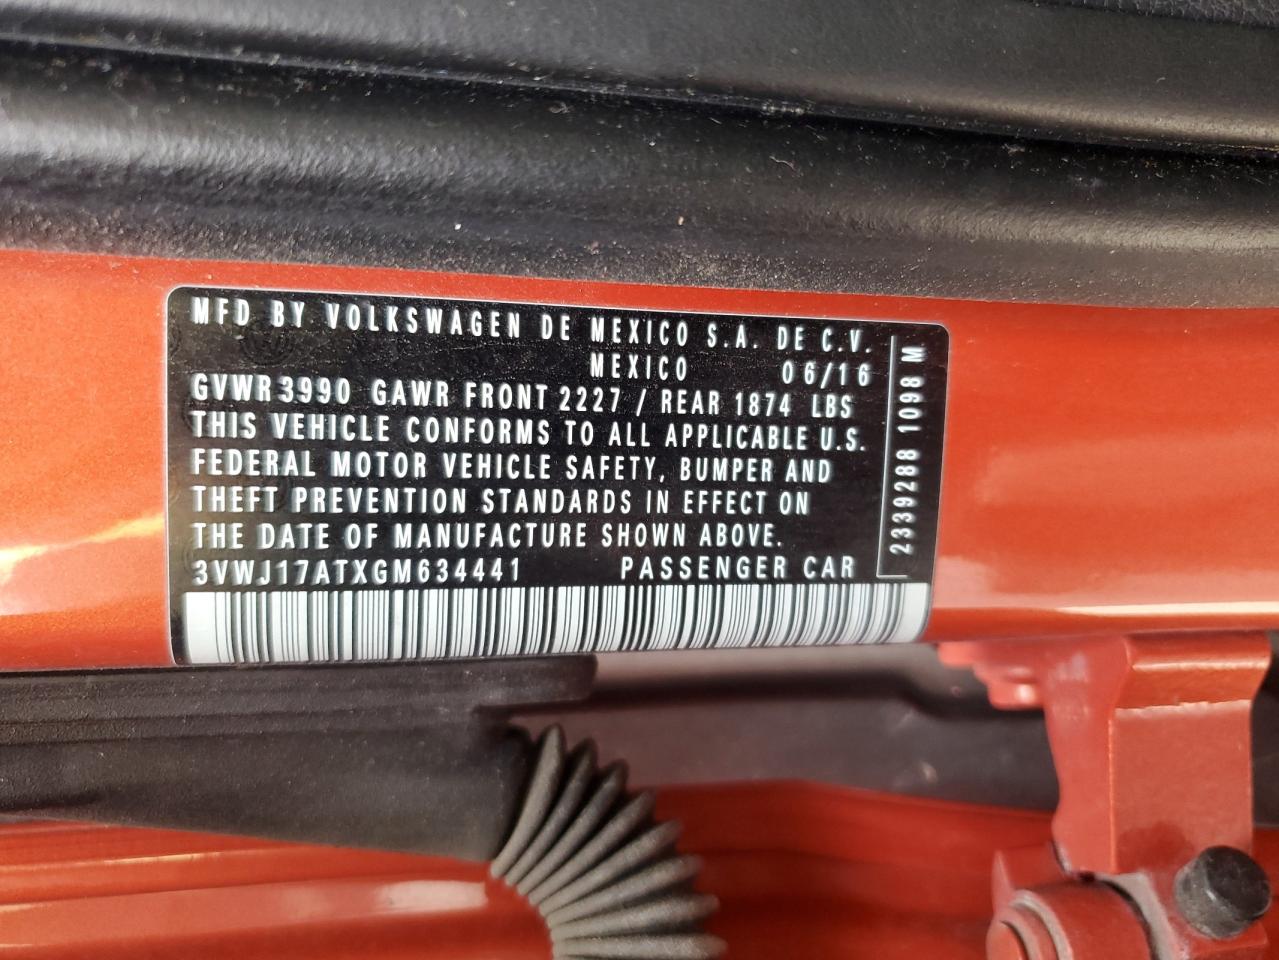 MFD BY VOLKSWAGEN DE MEXICO S.A. DE C.V.
MEXICO 06/16
GVWR 3990 GAWR FRONT 2227 / REAR 1874 LBS
THIS VEHICLE CONFORMS TO ALL APPLICABLE U.S.
FEDERAL MOTOR VEHICLE SAFETY, BUMPER AND
THEFT PREVENTION STANDARDS IN EFFECT ON
THE DATE OF MANUFACTURE SHOWN ABOVE.
3VWJ17ATXGM634441 PASSENGER CAR
2339288 1098 M